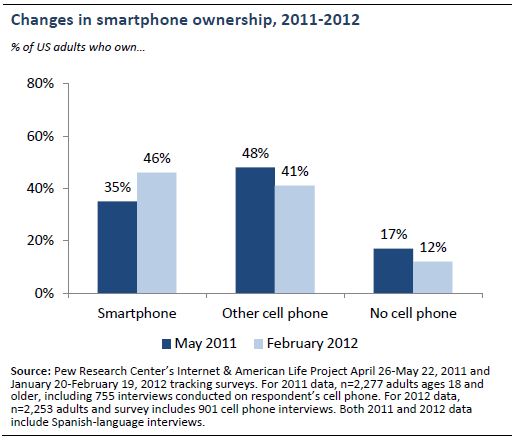 Changes in smartphone ownership, 2011-2012
% of US adults who own…
80%
60%
40%
20%
0%
35%
46%
48%
41%
17%
12%
Smartphone
Other cell phone
No cell phone
May 2011
February 2012
Source: Pew Research Center's Internet & American Life Project April 26-May 22, 2011 and
January 20-February 19, 2012 tracking surveys. For 2011 data, n=2,277 adults ages 18 and
older, including 755 interviews conducted on respondent's cell phone. For 2012 data,
n=2,253 adults and survey includes 901 cell phone interviews. Both 2011 and 2012 data
include Spanish-language interviews.